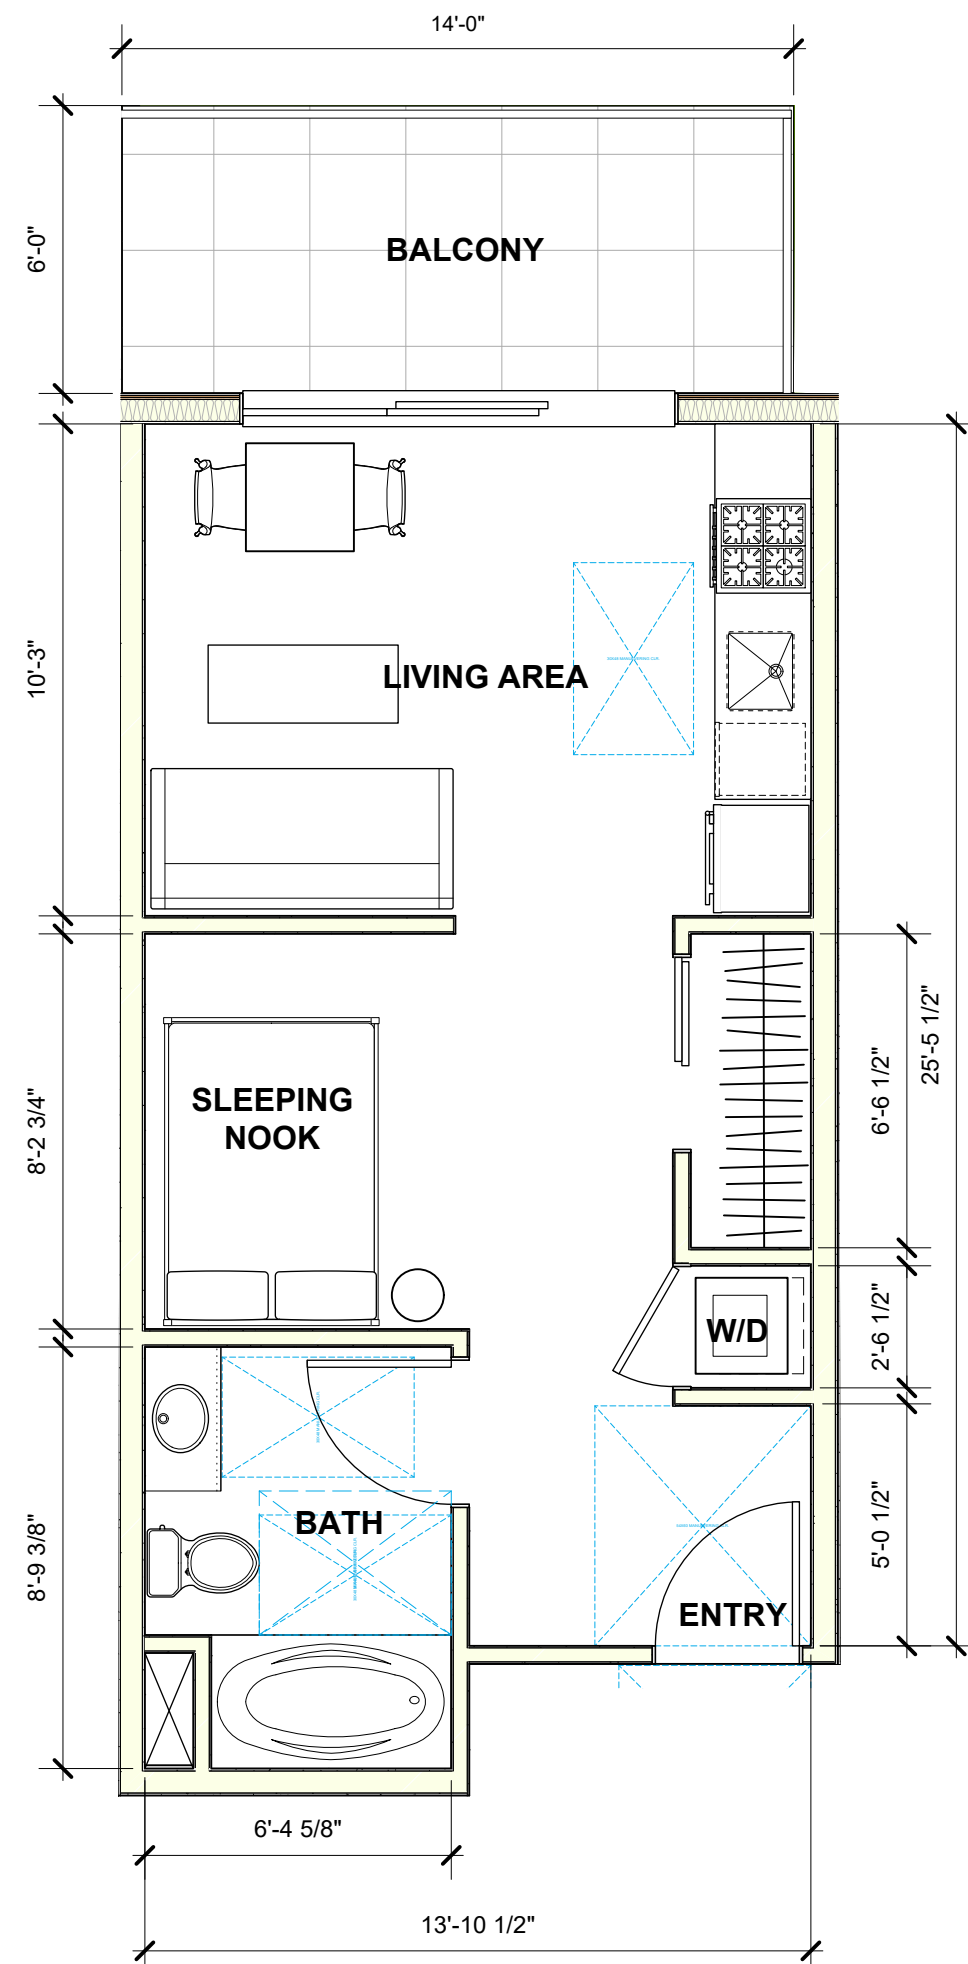 14'-0"
6'-0"
BALCONY
10'-3"
LIVING AREA
8'-2 3/4"
SLEEPING
NOOK
6'-6 1/2"
25'-5 1/2"
W/D
2'-6 1/2"
8'-9 3/8"
BATH
5'-0 1/2"
ENTRY
6'-4 5/8"
13'-10 1/2"